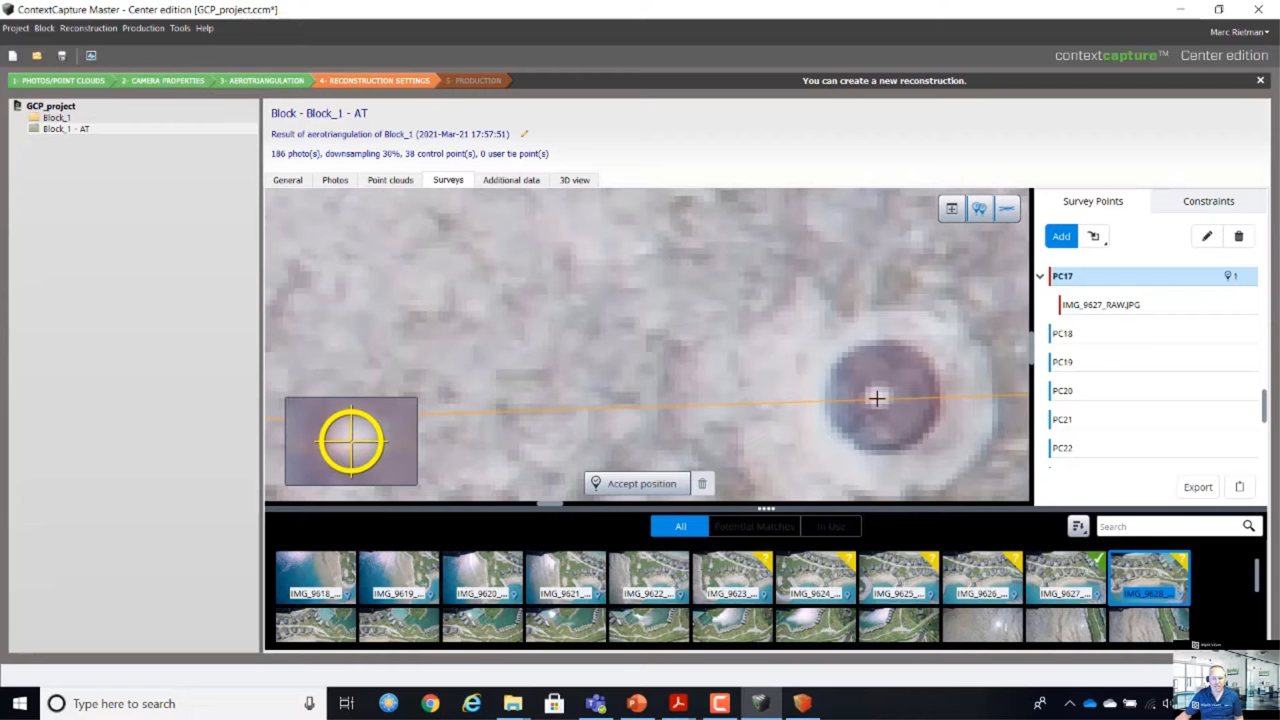 ContextCapture Master - Center edition [GCP_project.ccm*]
Project Block Reconstruction Production Tools Help
Marc Rietman
contextcapture™ Center edition
1- PHOTOS/POINT CLOUDS 2- CAMERA PROPERTIES 3- AEROTRIANGULATION 4- RECONSTRUCTION SETTINGS 5- PRODUCTION
You can create a new reconstruction.
GCP_project
Block_1
Block_1 - AT
Block - Block_1 - AT
Result of aerotriangulation of Block_1 (2021-Mar-21 17:57:51)
186 photo(s), downsampling 30%, 38 control point(s), 0 user tie point(s)
General Photos Point clouds Surveys Additional data 3D view
Survey Points Constraints
Add
PC17 1
IMG_9627_RAW.JPG
PC18
PC19
PC20
PC21
PC22
Accept position
Export
All Potential Matches In Use
Search
IMG_9618_... IMG_9619_... IMG_9620_... IMG_9621_... IMG_9622_... IMG_9623_... IMG_9624_... IMG_9625_... IMG_9626_... IMG_9627_... IMG_9628_...
Type here to search